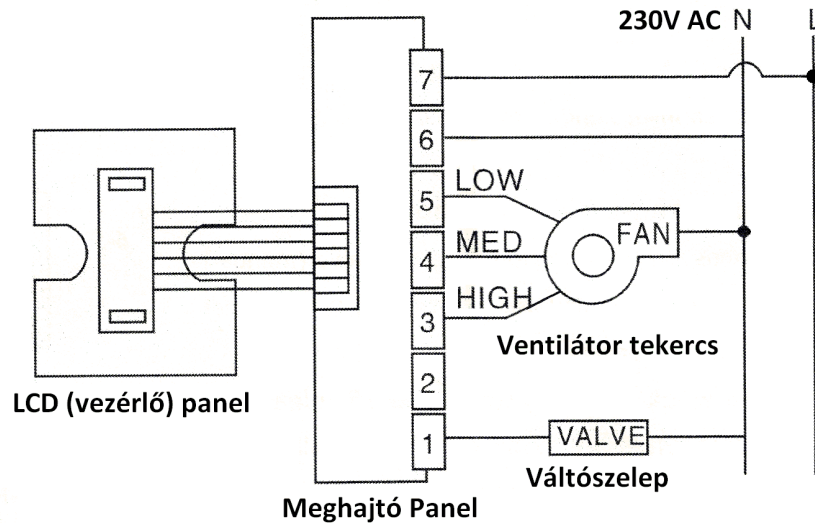 230V AC N L
7
6
5 LOW
4 MED
3 HIGH
FAN
Ventilátor tekercs
2
1 VALVE
Váltószelep
LCD (vezérlő) panel
Meghajtó Panel